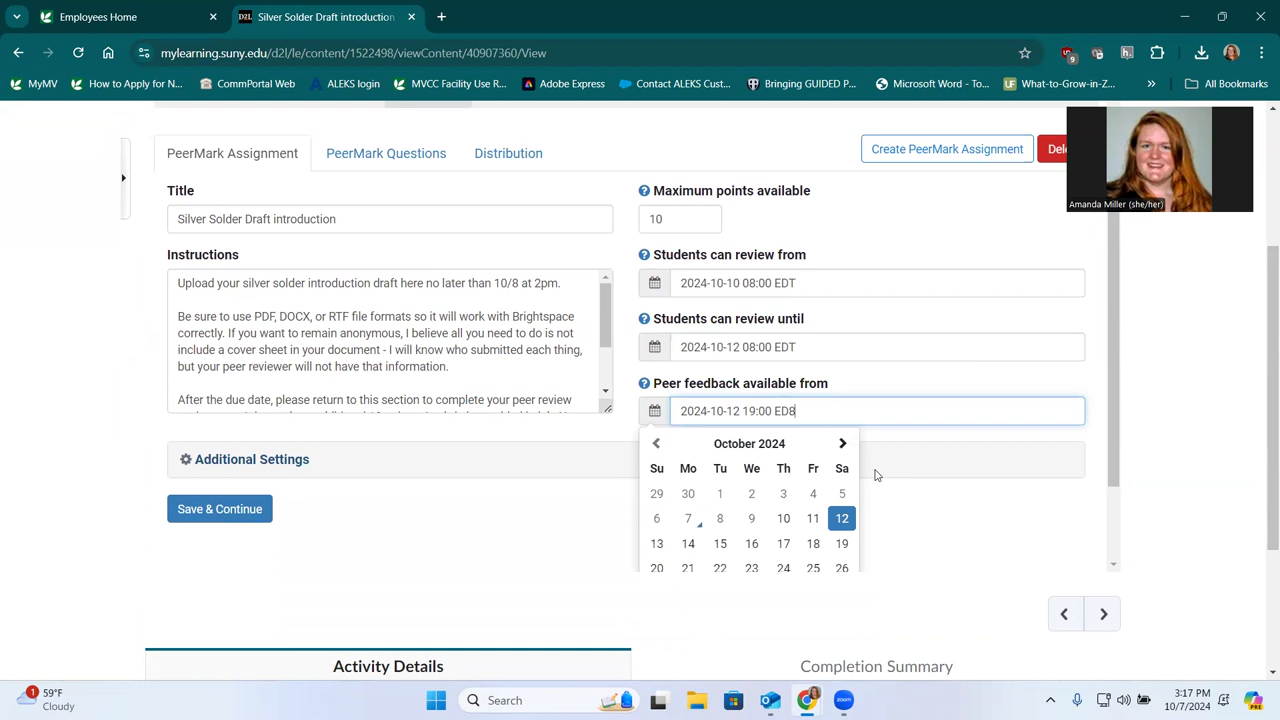 Employees Home
D2L Silver Solder Draft introduction
mylearning.suny.edu/d2l/le/content/1522498/viewContent/40907360/View
9
MyMV
How to Apply for N...
CommPortal Web
ALEKS login
MVCC Facility Use R...
Adobe Express
Contact ALEKS Cust...
Bringing GUIDED P...
Microsoft Word - To...
LF What-to-Grow-in-Z...
All Bookmarks
PeerMark Assignment
PeerMark Questions
Distribution
Create PeerMark Assignment
Del
Amanda Miller (she/her)
Title
Silver Solder Draft introduction
Instructions
Upload your silver solder introduction draft here no later than 10/8 at 2pm.
Be sure to use PDF, DOCX, or RTF file formats so it will work with Brightspace
correctly. If you want to remain anonymous, I believe all you need to do is not
include a cover sheet in your document - I will know who submitted each thing,
but your peer reviewer will not have that information.
After the due date, please return to this section to complete your peer review
Maximum points available
10
Students can review from
2024-10-10 08:00 EDT
Students can review until
2024-10-12 08:00 EDT
Peer feedback available from
2024-10-12 19:00 ED8
October 2024
Su Mo Tu We Th Fr Sa
29 30 1 2 3 4 5
6 7 8 9 10 11 12
13 14 15 16 17 18 19
20 21 22 23 24 25 26
Additional Settings
Save & Continue
Activity Details
Completion Summary
1
59°F
Cloudy
Search
zoom
3:17 PM
10/7/2024
PRE